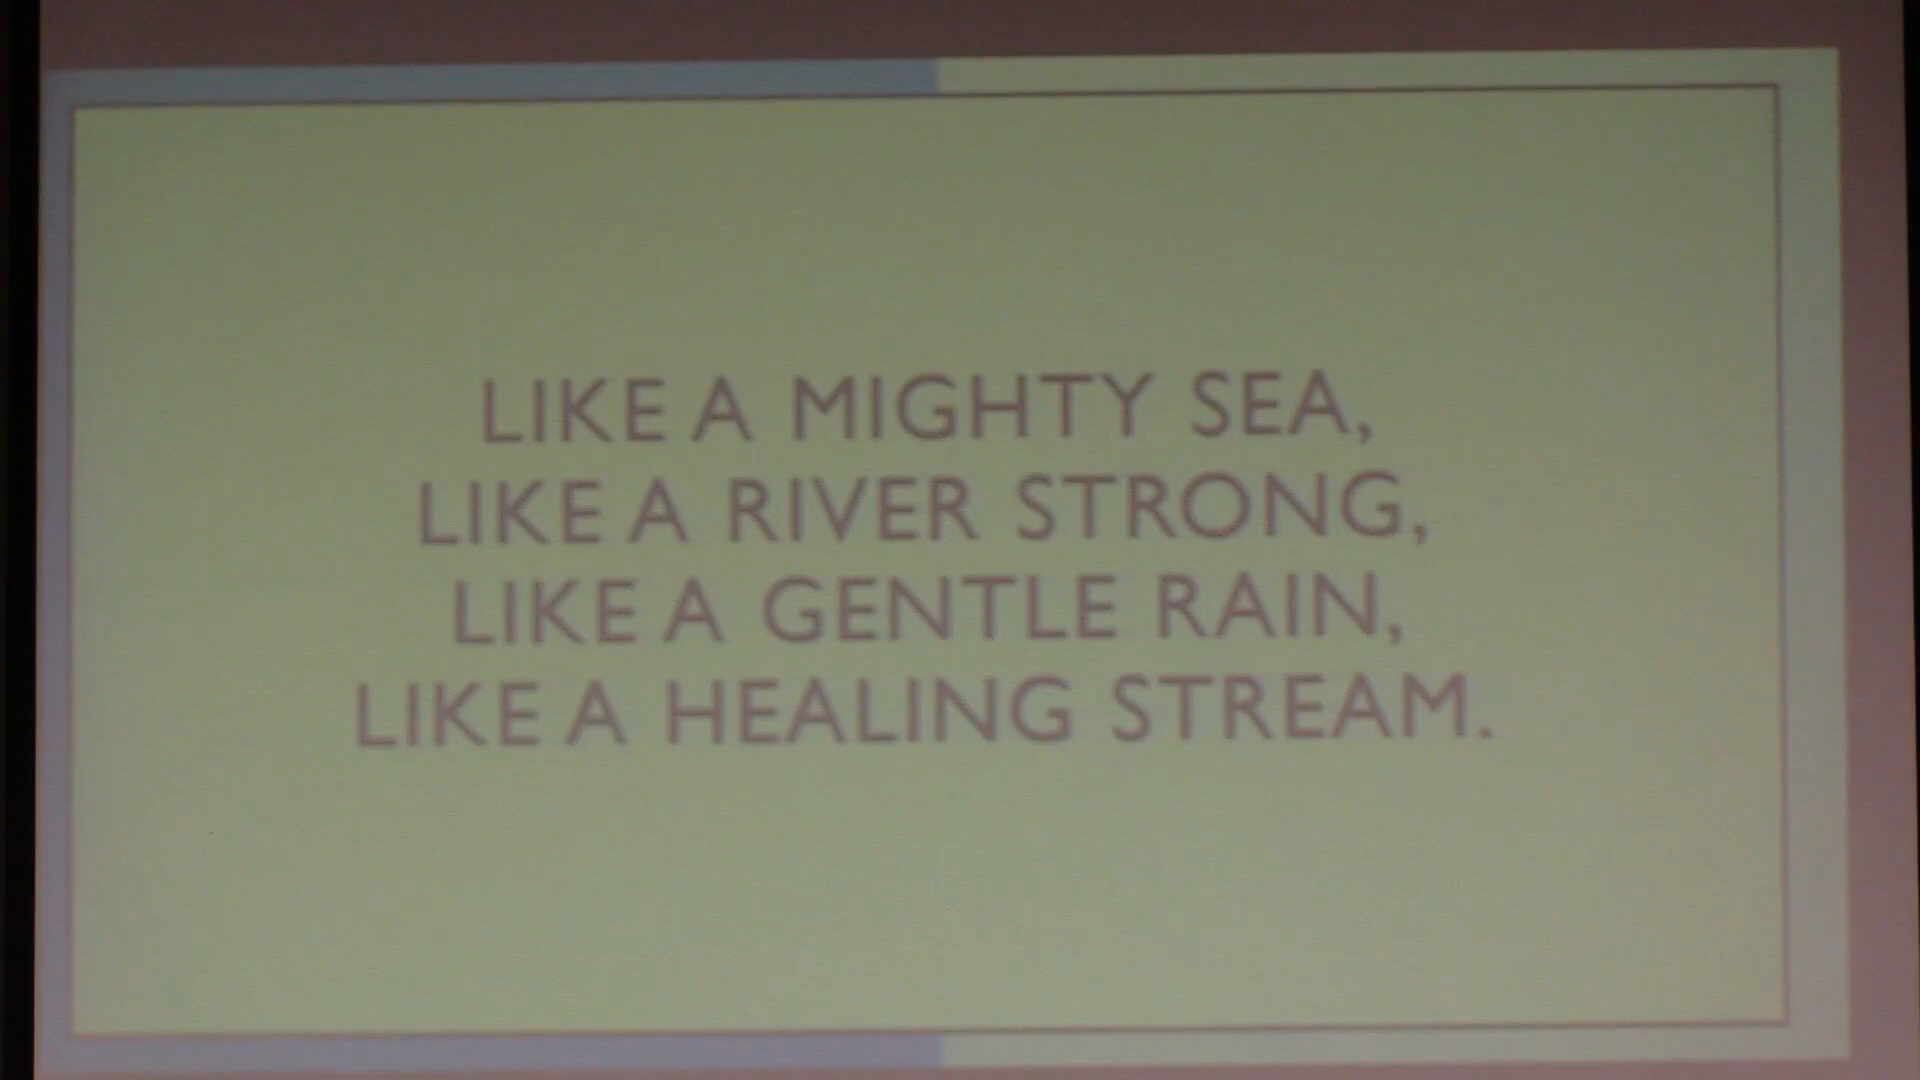 LIKE A MIGHTY SEA,
LIKE A RIVER STRONG,
LIKE A GENTLE RAIN,
LIKE A HEALING STREAM.